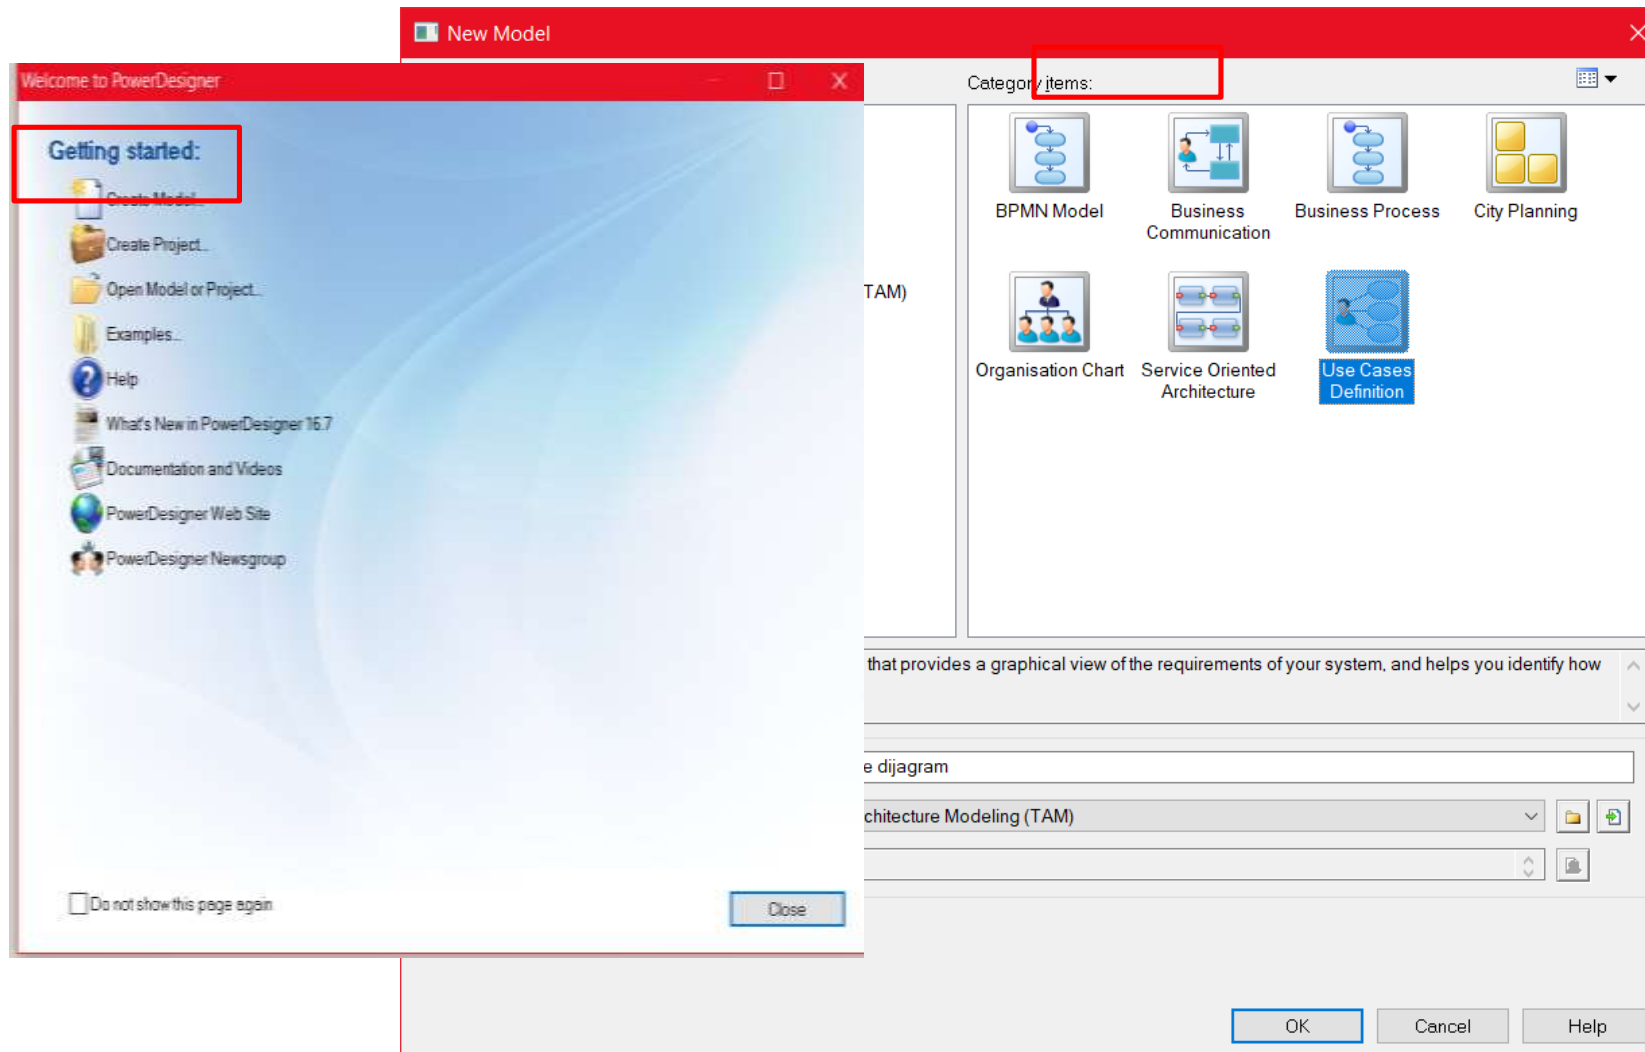 New Model
Welcome to PowerDesigner
Getting started:
Create Model...
Create Project...
Open Model or Project...
Examples...
Help
What's New in PowerDesigner 16.7
Documentation and Videos
PowerDesigner Web Site
PowerDesigner Newsgroup
Do not show this page again
Close
Category items:
BPMN Model
Business
Communication
Business Process
City Planning
TAM)
Organisation Chart
Service Oriented
Architecture
Use Cases
Definition
that provides a graphical view of the requirements of your system, and helps you identify how
e dijagram
chitecture Modeling (TAM)
OK
Cancel
Help